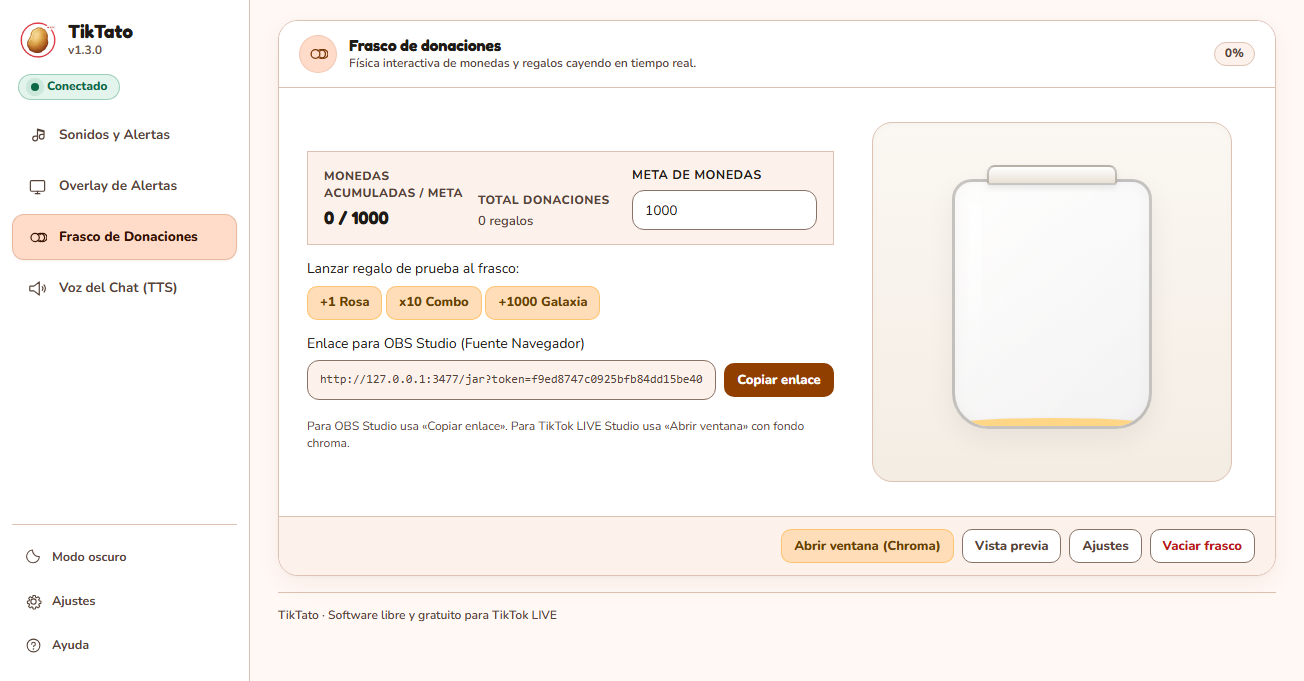 TikTato
v1.3.0
Conectado
Sonidos y Alertas
Overlay de Alertas
Frasco de Donaciones
Voz del Chat (TTS)
Modo oscuro
Ajustes
Ayuda
Frasco de donaciones
Física interactiva de monedas y regalos cayendo en tiempo real.
0%
MONEDAS
ACUMULADAS / META
0 / 1000
TOTAL DONACIONES
0 regalos
META DE MONEDAS
1000
Lanzar regalo de prueba al frasco:
+1 Rosa
x10 Combo
+1000 Galaxia
Enlace para OBS Studio (Fuente Navegador)
http://127.0.0.1:3477/jar?token=f9ed8747c0925bfb84dd15be40
Copiar enlace
Para OBS Studio usa «Copiar enlace». Para TikTok LIVE Studio usa «Abrir ventana» con fondo
chroma.
Abrir ventana (Chroma)
Vista previa
Ajustes
Vaciar frasco
TikTato · Software libre y gratuito para TikTok LIVE